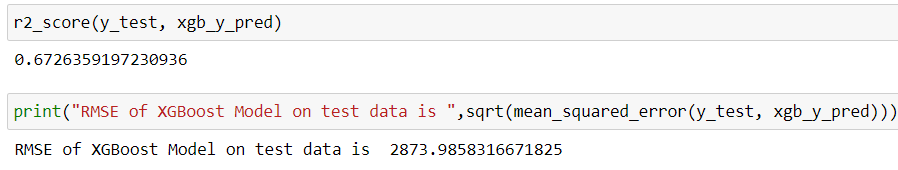 r2_score(y_test, xgb_y_pred)
0.6726359197230936
print("RMSE of XGBoost Model on test data is ",sqrt(mean_squared_error(y_test, xgb_y_pred)))
RMSE of XGBoost Model on test data is  2873.9858316671825